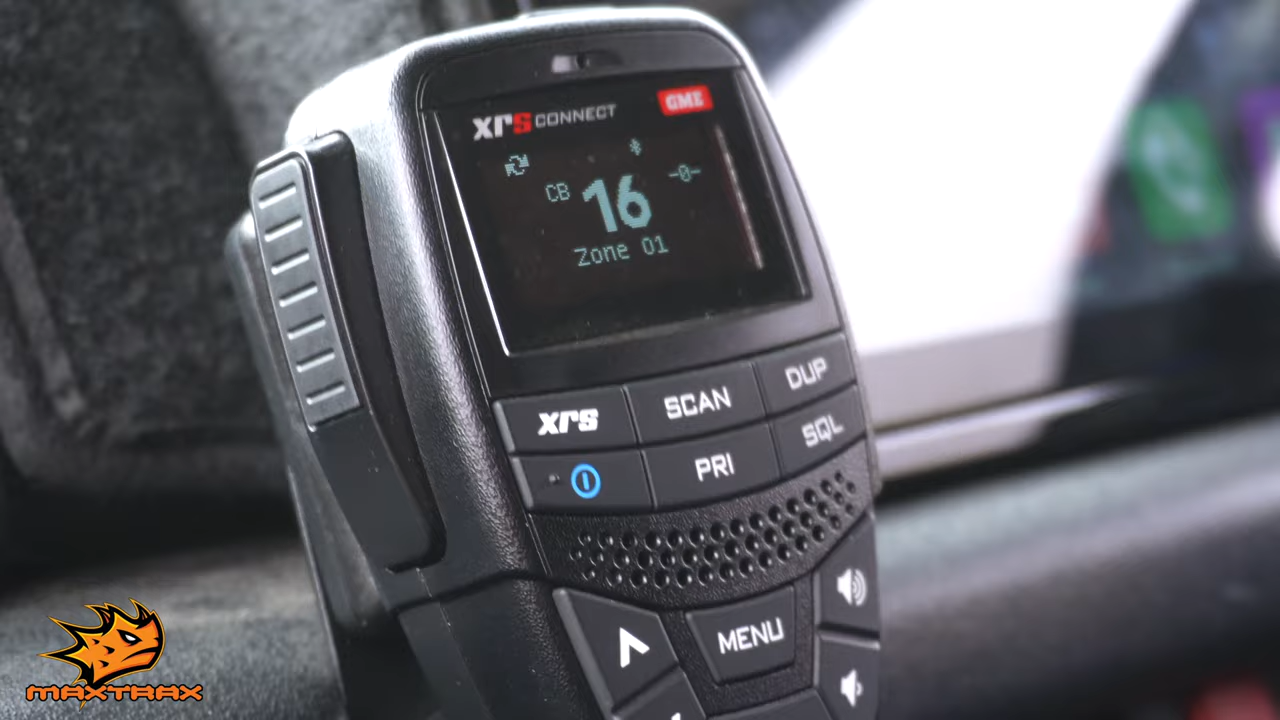 xrs CONNECT GME
CB 16 -0-
Zone 01
xrs SCAN DUP
PRI SQL
MENU
MAXTRAX